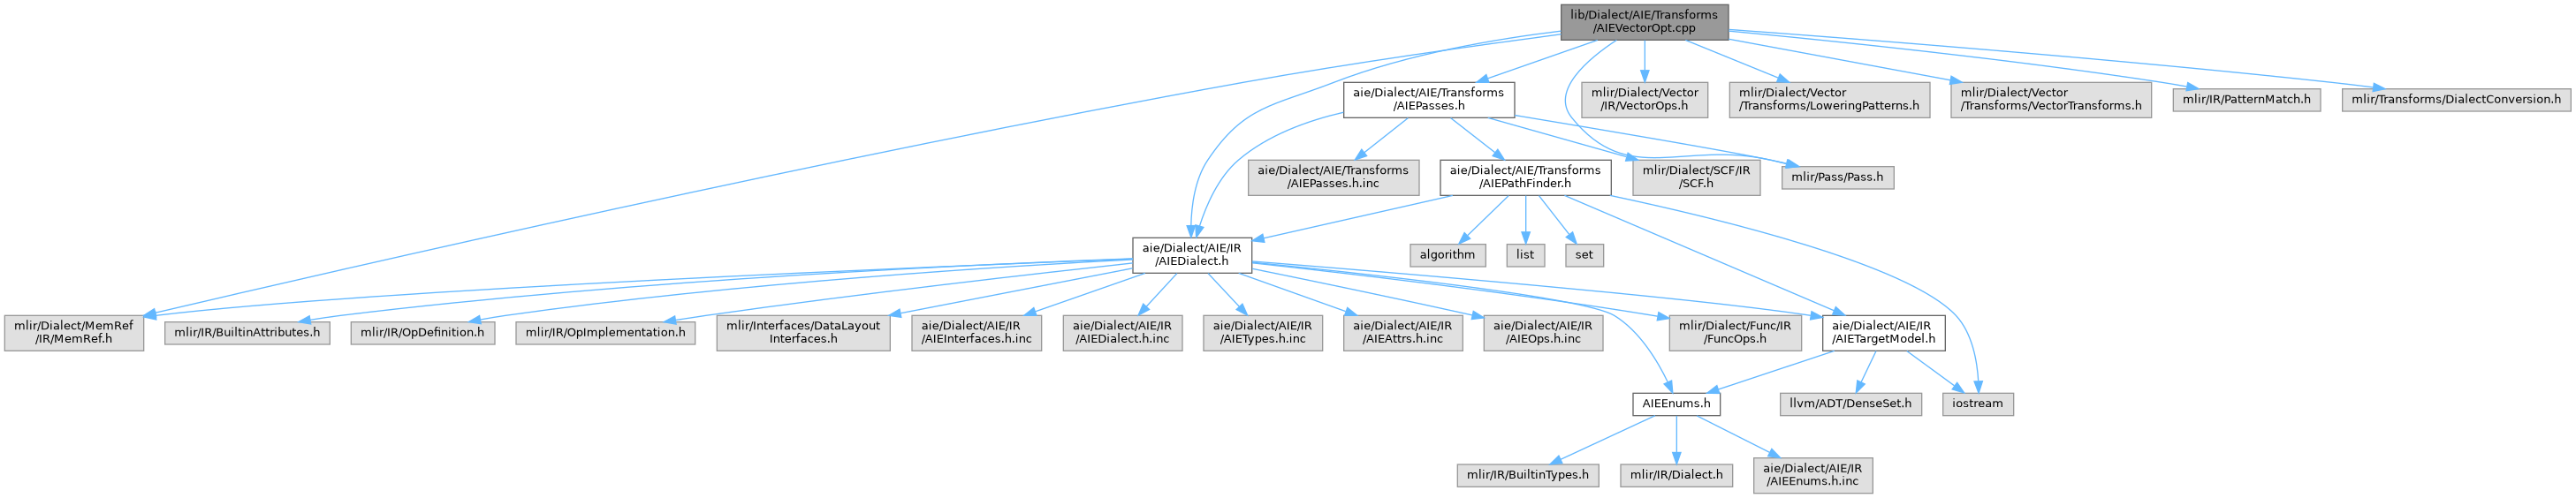 lib/Dialect/AIE/Transforms
/AIEVectorOpt.cpp
aie/Dialect/AIE/Transforms
/AIEPasses.h
mlir/Dialect/Vector
/IR/VectorOps.h
mlir/Dialect/Vector
/Transforms/LoweringPatterns.h
mlir/Dialect/Vector
/Transforms/VectorTransforms.h
mlir/IR/PatternMatch.h
mlir/Transforms/DialectConversion.h
aie/Dialect/AIE/Transforms
/AIEPasses.h.inc
aie/Dialect/AIE/Transforms
/AIEPathFinder.h
mlir/Dialect/SCF/IR
/SCF.h
mlir/Pass/Pass.h
aie/Dialect/AIE/IR
/AIEDialect.h
algorithm
list
set
mlir/Dialect/MemRef
/IR/MemRef.h
mlir/IR/BuiltinAttributes.h
mlir/IR/OpDefinition.h
mlir/IR/OpImplementation.h
mlir/Interfaces/DataLayout
Interfaces.h
aie/Dialect/AIE/IR
/AIEInterfaces.h.inc
aie/Dialect/AIE/IR
/AIEDialect.h.inc
aie/Dialect/AIE/IR
/AIETypes.h.inc
aie/Dialect/AIE/IR
/AIEAttrs.h.inc
aie/Dialect/AIE/IR
/AIEOps.h.inc
mlir/Dialect/Func/IR
/FuncOps.h
aie/Dialect/AIE/IR
/AIETargetModel.h
AIEEnums.h
llvm/ADT/DenseSet.h
iostream
mlir/IR/BuiltinTypes.h
mlir/IR/Dialect.h
aie/Dialect/AIE/IR
/AIEEnums.h.inc